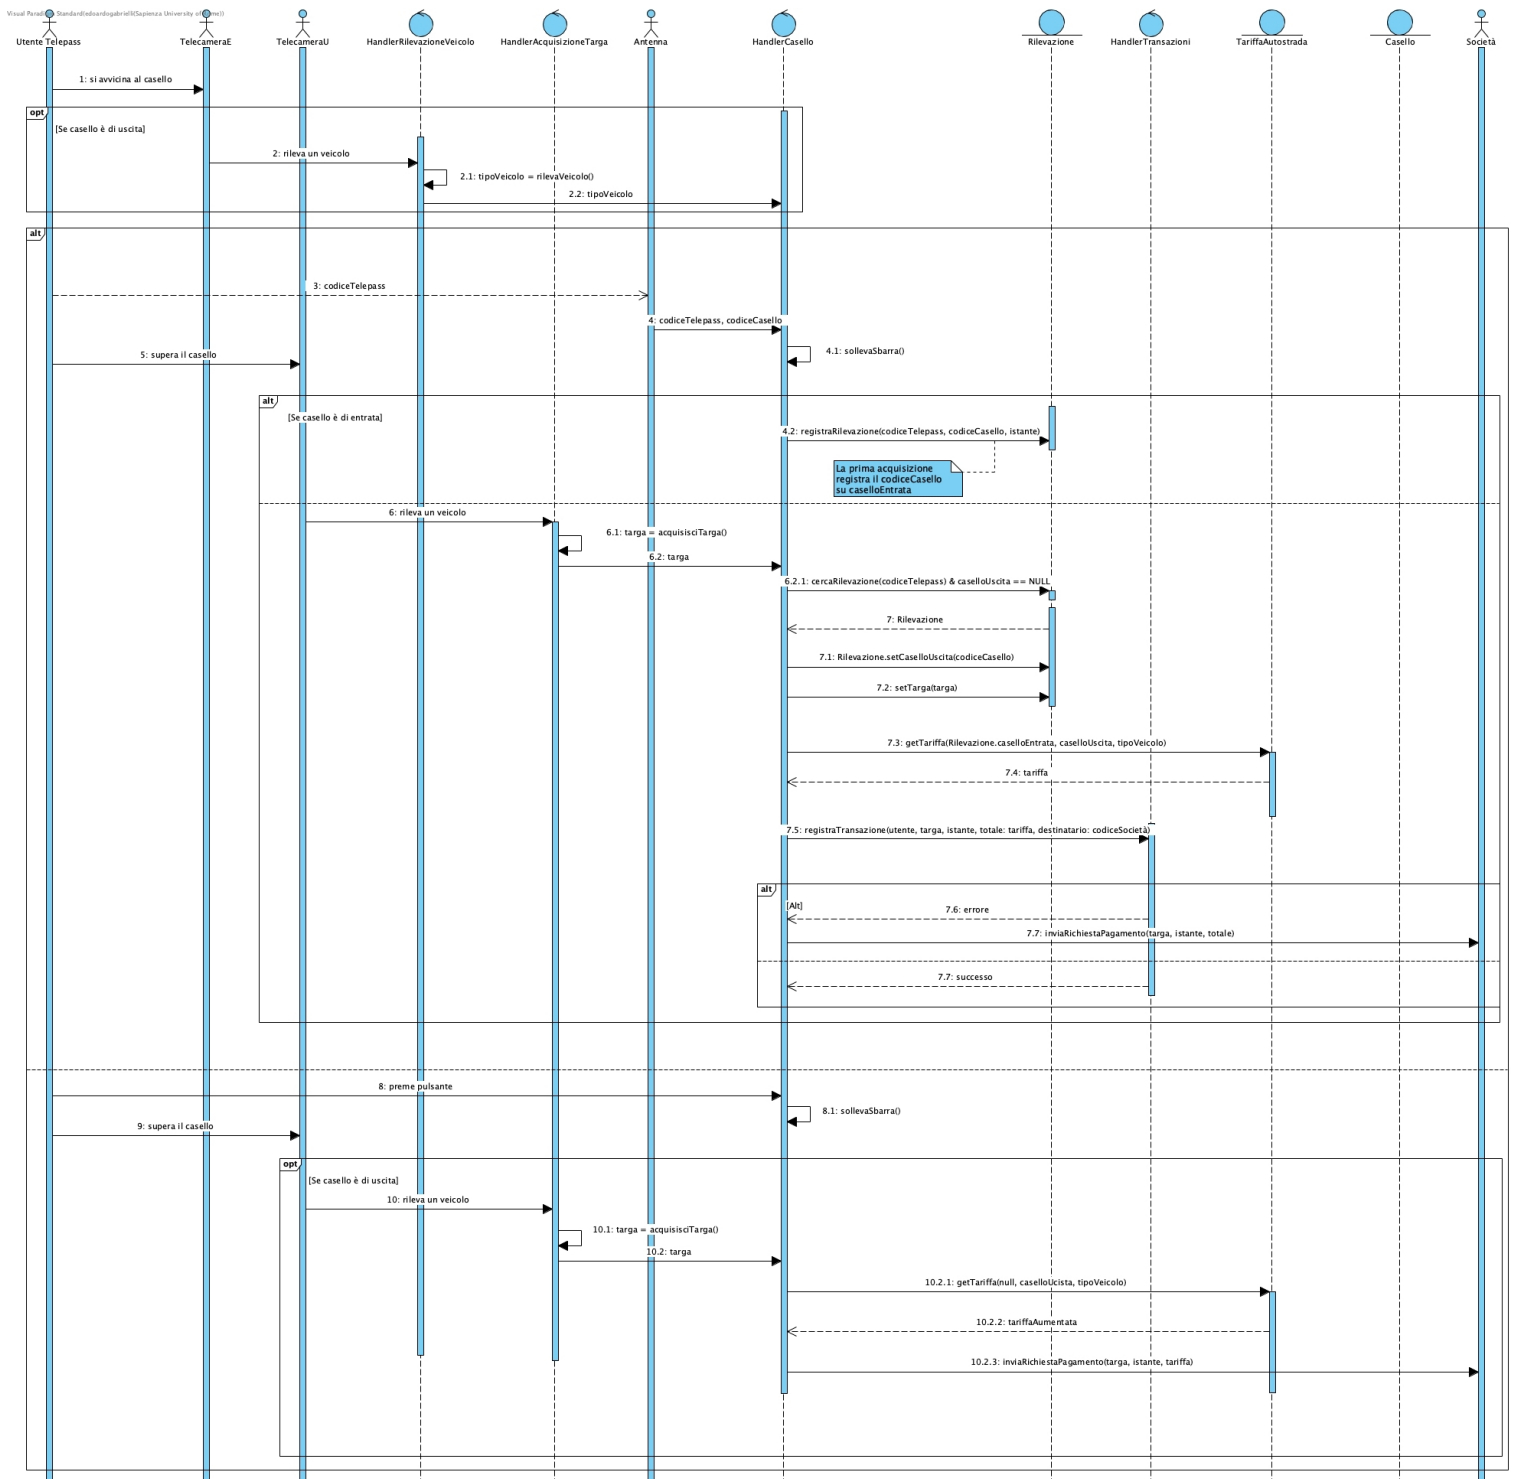 Visual Paradigm Standard(edoardogabrielli(Sapienza University of Rome))
Utente Telepass
TelecameraE
TelecameraU
HandlerRilevazioneVeicolo
HandlerAcquisizioneTarga
Antenna
HandlerCasello
Rilevazione
HandlerTransazioni
TariffaAutostrada
Casello
Società
1: si avvicina al casello
opt
[Se casello è di uscita]
2: rileva un veicolo
2.1: tipoVeicolo = rilevaVeicolo()
2.2: tipoVeicolo
alt
3: codiceTelepass
4: codiceTelepass, codiceCasello
4.1: sollevaSbarra()
5: supera il casello
alt
[Se casello è di entrata]
4.2: registraRilevazione(codiceTelepass, codiceCasello, istante)
La prima acquisizione
registra il codiceCasello
su caselloEntrata
6: rileva un veicolo
6.1: targa = acquisisciTarga()
6.2: targa
6.2.1: cercaRilevazione(codiceTelepass) & caselloUscita == NULL
7: Rilevazione
7.1: Rilevazione.setCaselloUscita(codiceCasello)
7.2: setTarga(targa)
7.3: getTariffa(Rilevazione.caselloEntrata, caselloUscita, tipoVeicolo)
7.4: tariffa
7.5: registraTransazione(utente, targa, istante, totale: tariffa, destinatario: codiceSocietà)
alt
[Alt]
7.6: errore
7.7: inviaRichiestaPagamento(targa, istante, totale)
7.7: successo
8: preme pulsante
8.1: sollevaSbarra()
9: supera il casello
opt
[Se casello è di uscita]
10: rileva un veicolo
10.1: targa = acquisisciTarga()
10.2: targa
10.2.1: getTariffa(null, caselloUcista, tipoVeicolo)
10.2.2: tariffaAumentata
10.2.3: inviaRichiestaPagamento(targa, istante, tariffa)